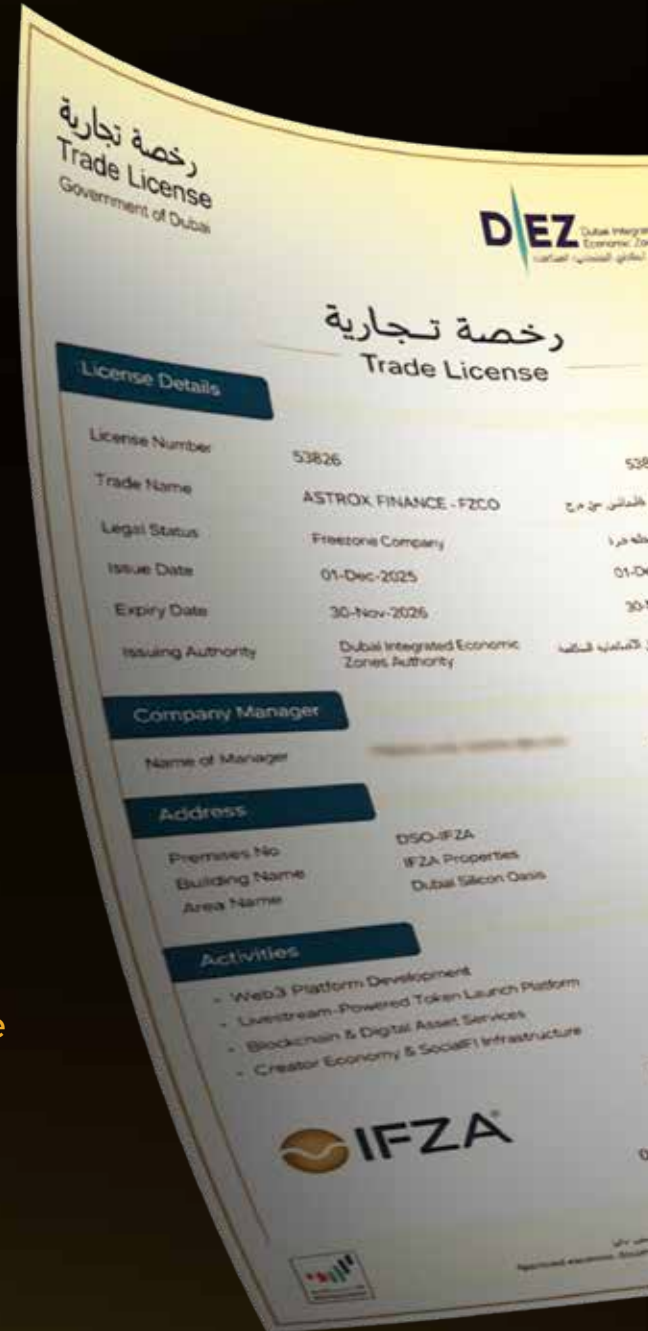 رخصة تجارية
Trade License
Government of Dubai
DIEZ
Economic
رخصة تـجـارية
Trade License
License Details
License Number 53826
Trade Name ASTROX FINANCE - FZCO
Legal Status Freezone Company
Issue Date 01-Dec-2025
Expiry Date 30-Nov-2026
Issuing Authority Dubai Integrated Economic
Zones Authority
Company Manager
Name of Manager
Address
Premises No DSO-IFZA
Building Name IFZA Properties
Area Name Dubai Silicon Oasis
Activities
- Web3 Platform Development
- Livestream-Powered Token Launch Platform
- Blockchain & Digital Asset Services
- Creator Economy & SocialFi Infrastructure
IFZA